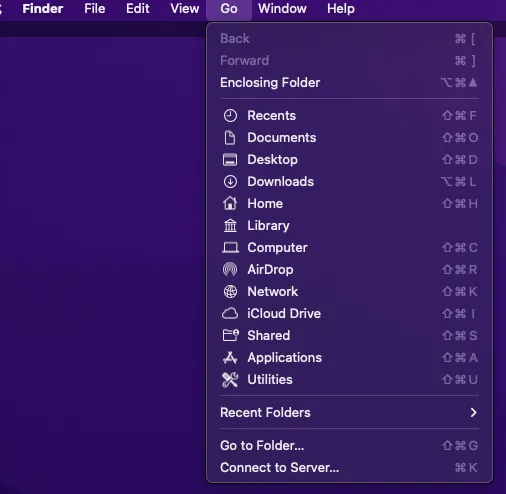 Finder File Edit View Go Window Help
Back ⌘ [
Forward ⌘ ]
Enclosing Folder ⌥⌘▲
Recents ⇧⌘F
Documents ⇧⌘O
Desktop ⇧⌘D
Downloads ⌥⌘L
Home ⇧⌘H
Library
Computer ⇧⌘C
AirDrop ⇧⌘R
Network ⇧⌘K
iCloud Drive ⇧⌘I
Shared ⇧⌘S
Applications ⇧⌘A
Utilities ⇧⌘U
Recent Folders
Go to Folder... ⇧⌘G
Connect to Server... ⌘K